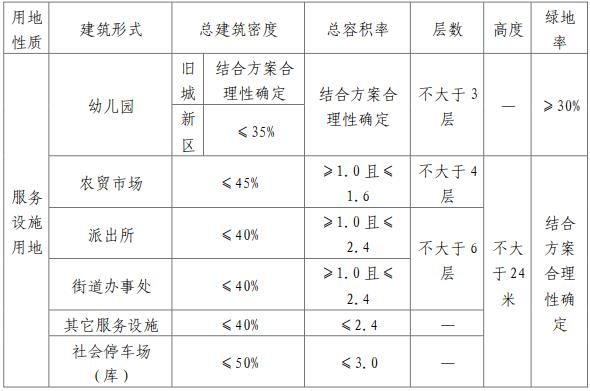 用地性质 建筑形式 总建筑密度 总容积率 层数 高度 绿地率
服务设施用地
幼儿园 旧城 结合方案合理性确定 结合方案合理性确定 不大于3层 — ≥30%
新区 ≤35%
农贸市场 ≤45% ≥1.0且≤1.6 不大于4层 不大于24米 结合方案合理性确定
派出所 ≤40% ≥1.0且≤2.4 不大于6层
街道办事处 ≤40% ≥1.0且≤2.4
其它服务设施 ≤40% ≤2.4 —
社会停车场(库) ≤50% ≤3.0 —